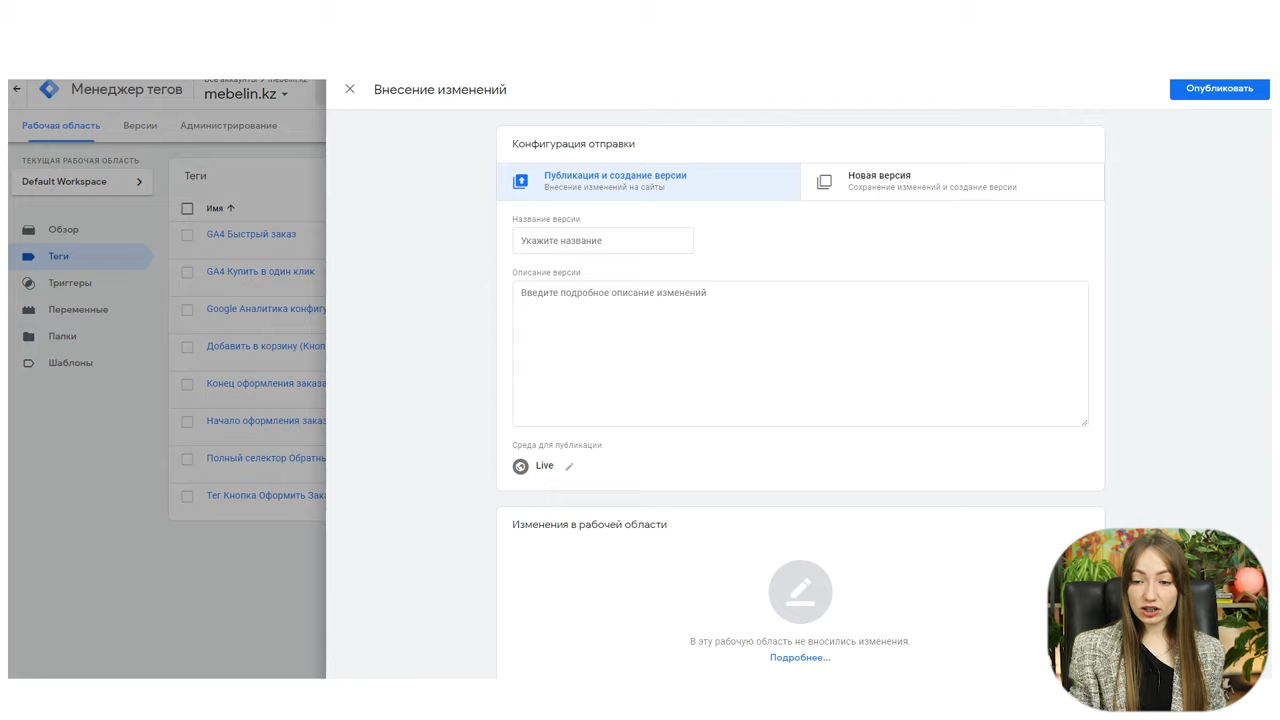 Все аккаунты > mebelin.kz
Менеджер тегов
mebelin.kz
Внесение изменений
Опубликовать
Рабочая область
Версии
Администрирование
ТЕКУЩАЯ РАБОЧАЯ ОБЛАСТЬ
Default Workspace
Обзор
Теги
Триггеры
Переменные
Папки
Шаблоны
Теги
Имя
GA4 Быстрый заказ
GA4 Купить в один клик
Google Аналитика конфигу
Добавить в корзину (Кноп
Конец оформления заказа
Начало оформления заказ
Полный селектор Обратнь
Тег Кнопка Оформить Зака
Конфигурация отправки
Публикация и создание версии
Внесение изменений на сайты
Новая версия
Сохранение изменений и создание версии
Название версии
Укажите название
Описание версии
Введите подробное описание изменений
Среда для публикации
Live
Изменения в рабочей области
В эту рабочую область не вносились изменения.
Подробнее...